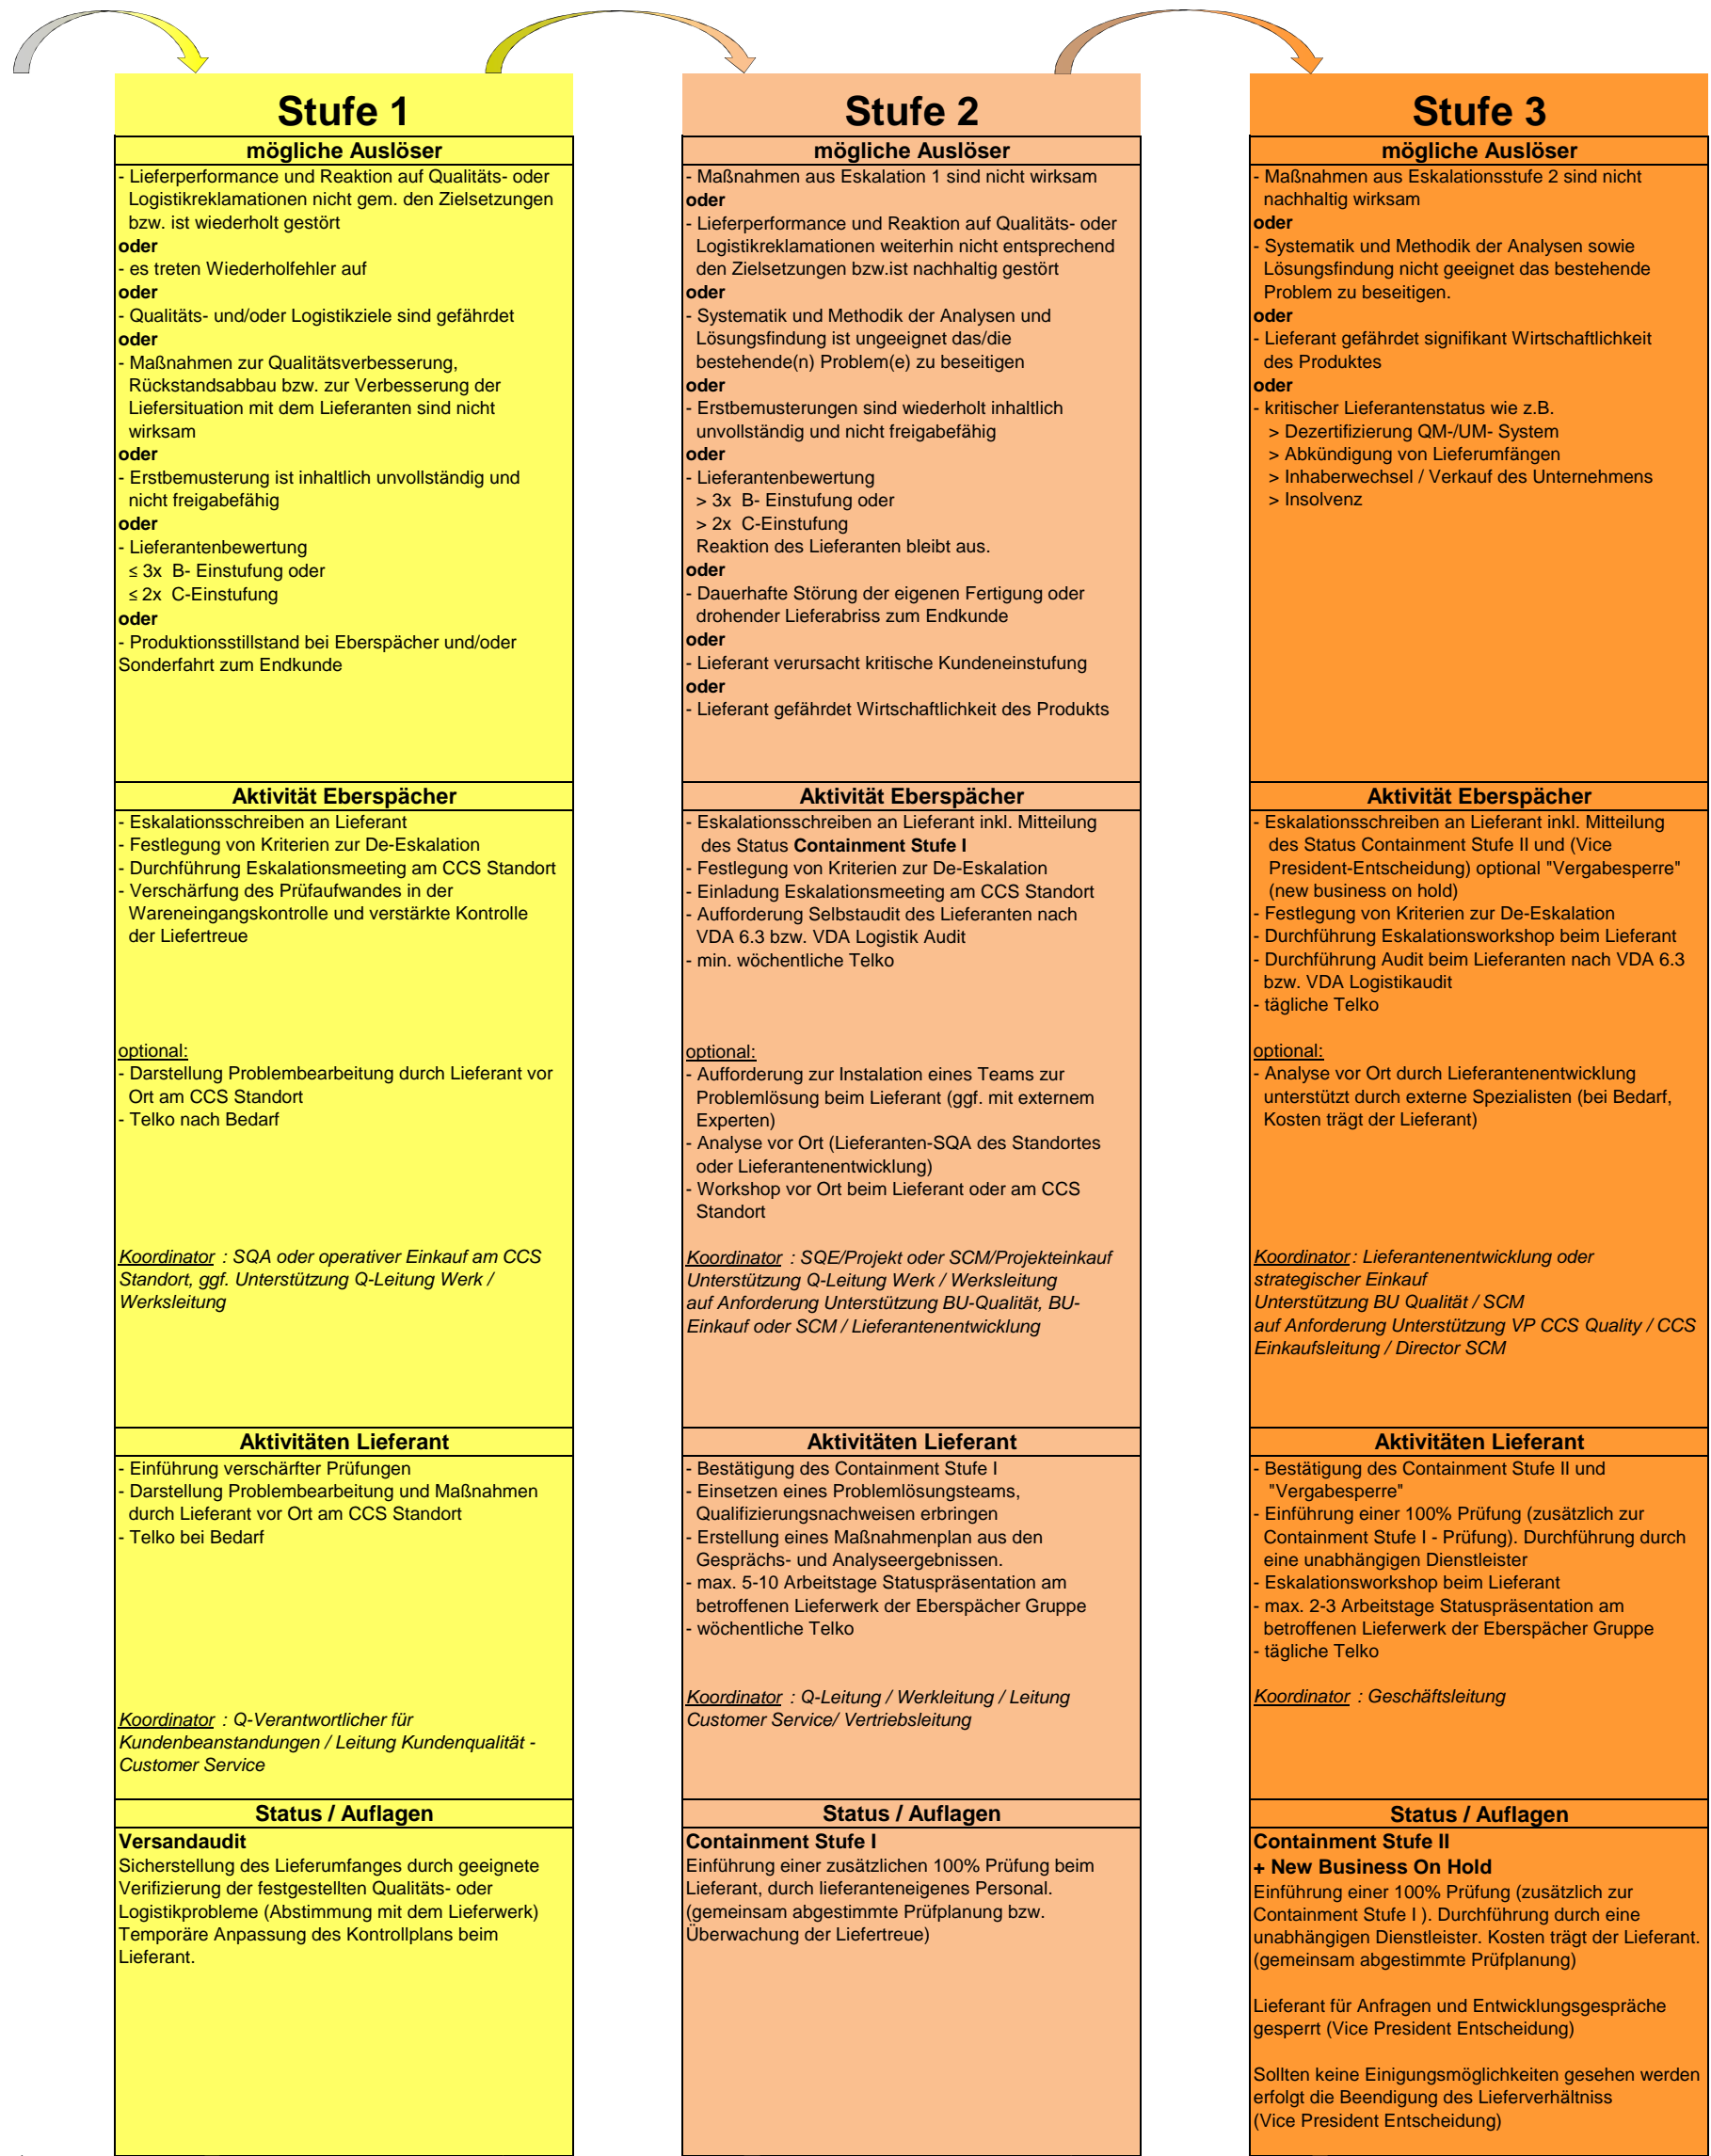 Stufe 1
mögliche Auslöser
- Lieferperformance und Reaktion auf Qualitäts- oder
Logistikreklamationen nicht gem. den Zielsetzungen
bzw. ist wiederholt gestört
oder
- es treten Wiederholfehler auf
oder
- Qualitäts- und/oder Logistikziele sind gefährdet
oder
- Maßnahmen zur Qualitätsverbesserung,
Rückstandsabbau bzw. zur Verbesserung der
Liefersituation mit dem Lieferanten sind nicht
wirksam
oder
- Erstbemusterung ist inhaltlich unvollständig und
nicht freigabefähig
oder
- Lieferantenbewertung
≤ 3x B- Einstufung oder
≤ 2x C-Einstufung
oder
- Produktionsstillstand bei Eberspächer und/oder
Sonderfahrt zum Endkunde
Aktivität Eberspächer
- Eskalationsschreiben an Lieferant
- Festlegung von Kriterien zur De-Eskalation
- Durchführung Eskalationsmeeting am CCS Standort
- Verschärfung des Prüfaufwandes in der
Wareneingangskontrolle und verstärkte Kontrolle
der Liefertreue
optional:
- Darstellung Problembearbeitung durch Lieferant vor
Ort am CCS Standort
- Telko nach Bedarf
Koordinator : SQA oder operativer Einkauf am CCS
Standort, ggf. Unterstützung Q-Leitung Werk /
Werksleitung
Aktivitäten Lieferant
- Einführung verschärfter Prüfungen
- Darstellung Problembearbeitung und Maßnahmen
durch Lieferant vor Ort am CCS Standort
- Telko bei Bedarf
Koordinator : Q-Verantwortlicher für
Kundenbeanstandungen / Leitung Kundenqualität -
Customer Service
Status / Auflagen
Versandaudit
Sicherstellung des Lieferumfanges durch geeignete
Verifizierung der festgestellten Qualitäts- oder
Logistikprobleme (Abstimmung mit dem Lieferwerk)
Temporäre Anpassung des Kontrollplans beim
Lieferant.
Stufe 2
mögliche Auslöser
- Maßnahmen aus Eskalation 1 sind nicht wirksam
oder
- Lieferperformance und Reaktion auf Qualitäts- oder
Logistikreklamationen weiterhin nicht entsprechend
den Zielsetzungen bzw.ist nachhaltig gestört
oder
- Systematik und Methodik der Analysen und
Lösungsfindung ist ungeeignet das/die
bestehende(n) Problem(e) zu beseitigen
oder
- Erstbemusterungen sind wiederholt inhaltlich
unvollständig und nicht freigabefähig
oder
- Lieferantenbewertung
> 3x B- Einstufung oder
> 2x C-Einstufung
Reaktion des Lieferanten bleibt aus.
oder
- Dauerhafte Störung der eigenen Fertigung oder
drohender Lieferabriss zum Endkunde
oder
- Lieferant verursacht kritische Kundeneinstufung
oder
- Lieferant gefährdet Wirtschaftlichkeit des Produkts
Aktivität Eberspächer
- Eskalationsschreiben an Lieferant inkl. Mitteilung
des Status Containment Stufe I
- Festlegung von Kriterien zur De-Eskalation
- Einladung Eskalationsmeeting am CCS Standort
- Aufforderung Selbstaudit des Lieferanten nach
VDA 6.3 bzw. VDA Logistik Audit
- min. wöchentliche Telko
optional:
- Aufforderung zur Instalation eines Teams zur
Problemlösung beim Lieferant (ggf. mit externem
Experten)
- Analyse vor Ort (Lieferanten-SQA des Standortes
oder Lieferantenentwicklung)
- Workshop vor Ort beim Lieferant oder am CCS
Standort
Koordinator : SQE/Projekt oder SCM/Projekteinkauf
Unterstützung Q-Leitung Werk / Werksleitung
auf Anforderung Unterstützung BU-Qualität, BU-
Einkauf oder SCM / Lieferantenentwicklung
Aktivitäten Lieferant
- Bestätigung des Containment Stufe I
- Einsetzen eines Problemlösungsteams,
Qualifizierungsnachweisen erbringen
- Erstellung eines Maßnahmenplan aus den
Gesprächs- und Analyseergebnissen.
- max. 5-10 Arbeitstage Statuspräsentation am
betroffenen Lieferwerk der Eberspächer Gruppe
- wöchentliche Telko
Koordinator : Q-Leitung / Werkleitung / Leitung
Customer Service/ Vertriebsleitung
Status / Auflagen
Containment Stufe I
Einführung einer zusätzlichen 100% Prüfung beim
Lieferant, durch lieferanteneigenes Personal.
(gemeinsam abgestimmte Prüfplanung bzw.
Überwachung der Liefertreue)
Stufe 3
mögliche Auslöser
- Maßnahmen aus Eskalationsstufe 2 sind nicht
nachhaltig wirksam
oder
- Systematik und Methodik der Analysen sowie
Lösungsfindung nicht geeignet das bestehende
Problem zu beseitigen.
oder
- Lieferant gefährdet signifikant Wirtschaftlichkeit
des Produktes
oder
- kritischer Lieferantenstatus wie z.B.
> Dezertifizierung QM-/UM- System
> Abkündigung von Lieferumfängen
> Inhaberwechsel / Verkauf des Unternehmens
> Insolvenz
Aktivität Eberspächer
- Eskalationsschreiben an Lieferant inkl. Mitteilung
des Status Containment Stufe II und (Vice
President-Entscheidung) optional "Vergabesperre"
(new business on hold)
- Festlegung von Kriterien zur De-Eskalation
- Durchführung Eskalationsworkshop beim Lieferant
- Durchführung Audit beim Lieferanten nach VDA 6.3
bzw. VDA Logistikaudit
- tägliche Telko
optional:
- Analyse vor Ort durch Lieferantenentwicklung
unterstützt durch externe Spezialisten (bei Bedarf,
Kosten trägt der Lieferant)
Koordinator: Lieferantenentwicklung oder
strategischer Einkauf
Unterstützung BU Qualität / SCM
auf Anforderung Unterstützung VP CCS Quality / CCS
Einkaufsleitung / Director SCM
Aktivitäten Lieferant
- Bestätigung des Containment Stufe II und
"Vergabesperre"
- Einführung einer 100% Prüfung (zusätzlich zur
Containment Stufe I - Prüfung). Durchführung durch
eine unabhängigen Dienstleister
- Eskalationsworkshop beim Lieferant
- max. 2-3 Arbeitstage Statuspräsentation am
betroffenen Lieferwerk der Eberspächer Gruppe
- tägliche Telko
Koordinator : Geschäftsleitung
Status / Auflagen
Containment Stufe II
+ New Business On Hold
Einführung einer 100% Prüfung (zusätzlich zur
Containment Stufe I ). Durchführung durch eine
unabhängigen Dienstleister. Kosten trägt der Lieferant.
(gemeinsam abgestimmte Prüfplanung)
Lieferant für Anfragen und Entwicklungsgespräche
gesperrt (Vice President Entscheidung)
Sollten keine Einigungsmöglichkeiten gesehen werden
erfolgt die Beendigung des Lieferverhältniss
(Vice President Entscheidung)